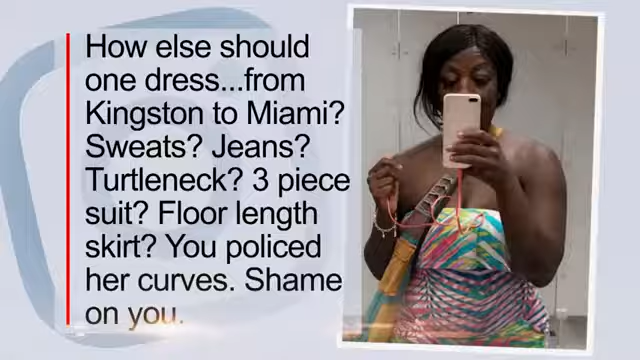 How else should
one dress...from
Kingston to Miami?
Sweats? Jeans?
Turtleneck? 3 piece
suit? Floor length
skirt? You policed
her curves. Shame
on you.